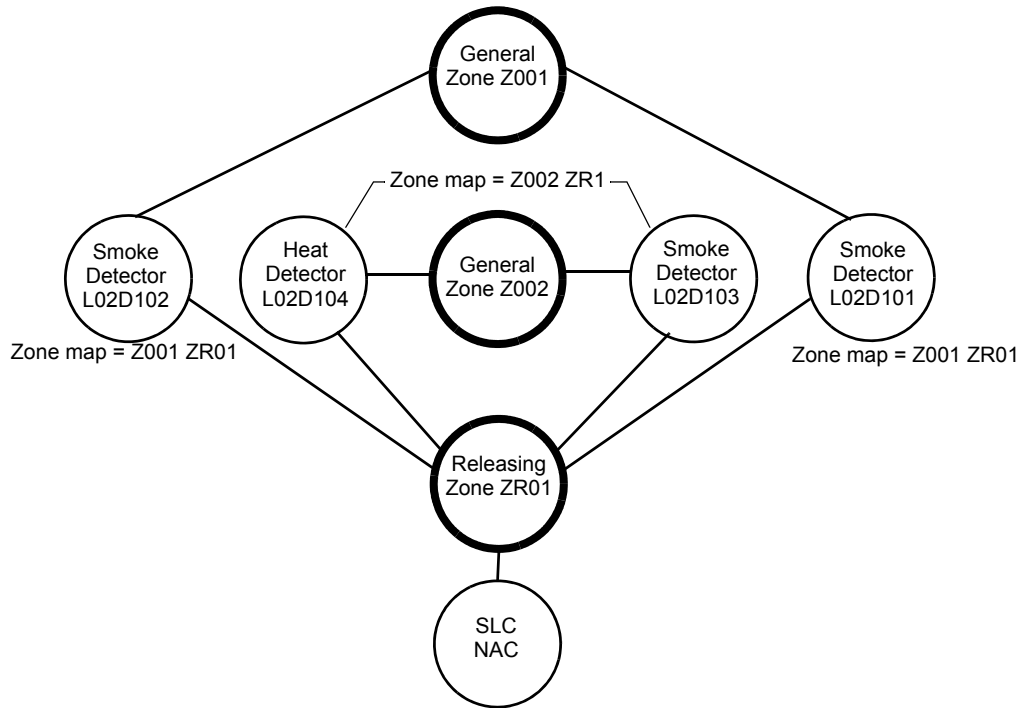 General
Zone Z001
Zone map = Z002 ZR1
Smoke
Detector
L02D102
Heat
Detector
L02D104
General
Zone Z002
Smoke
Detector
L02D103
Smoke
Detector
L02D101
Zone map = Z001 ZR01
Zone map = Z001 ZR01
Releasing
Zone ZR01
SLC
NAC